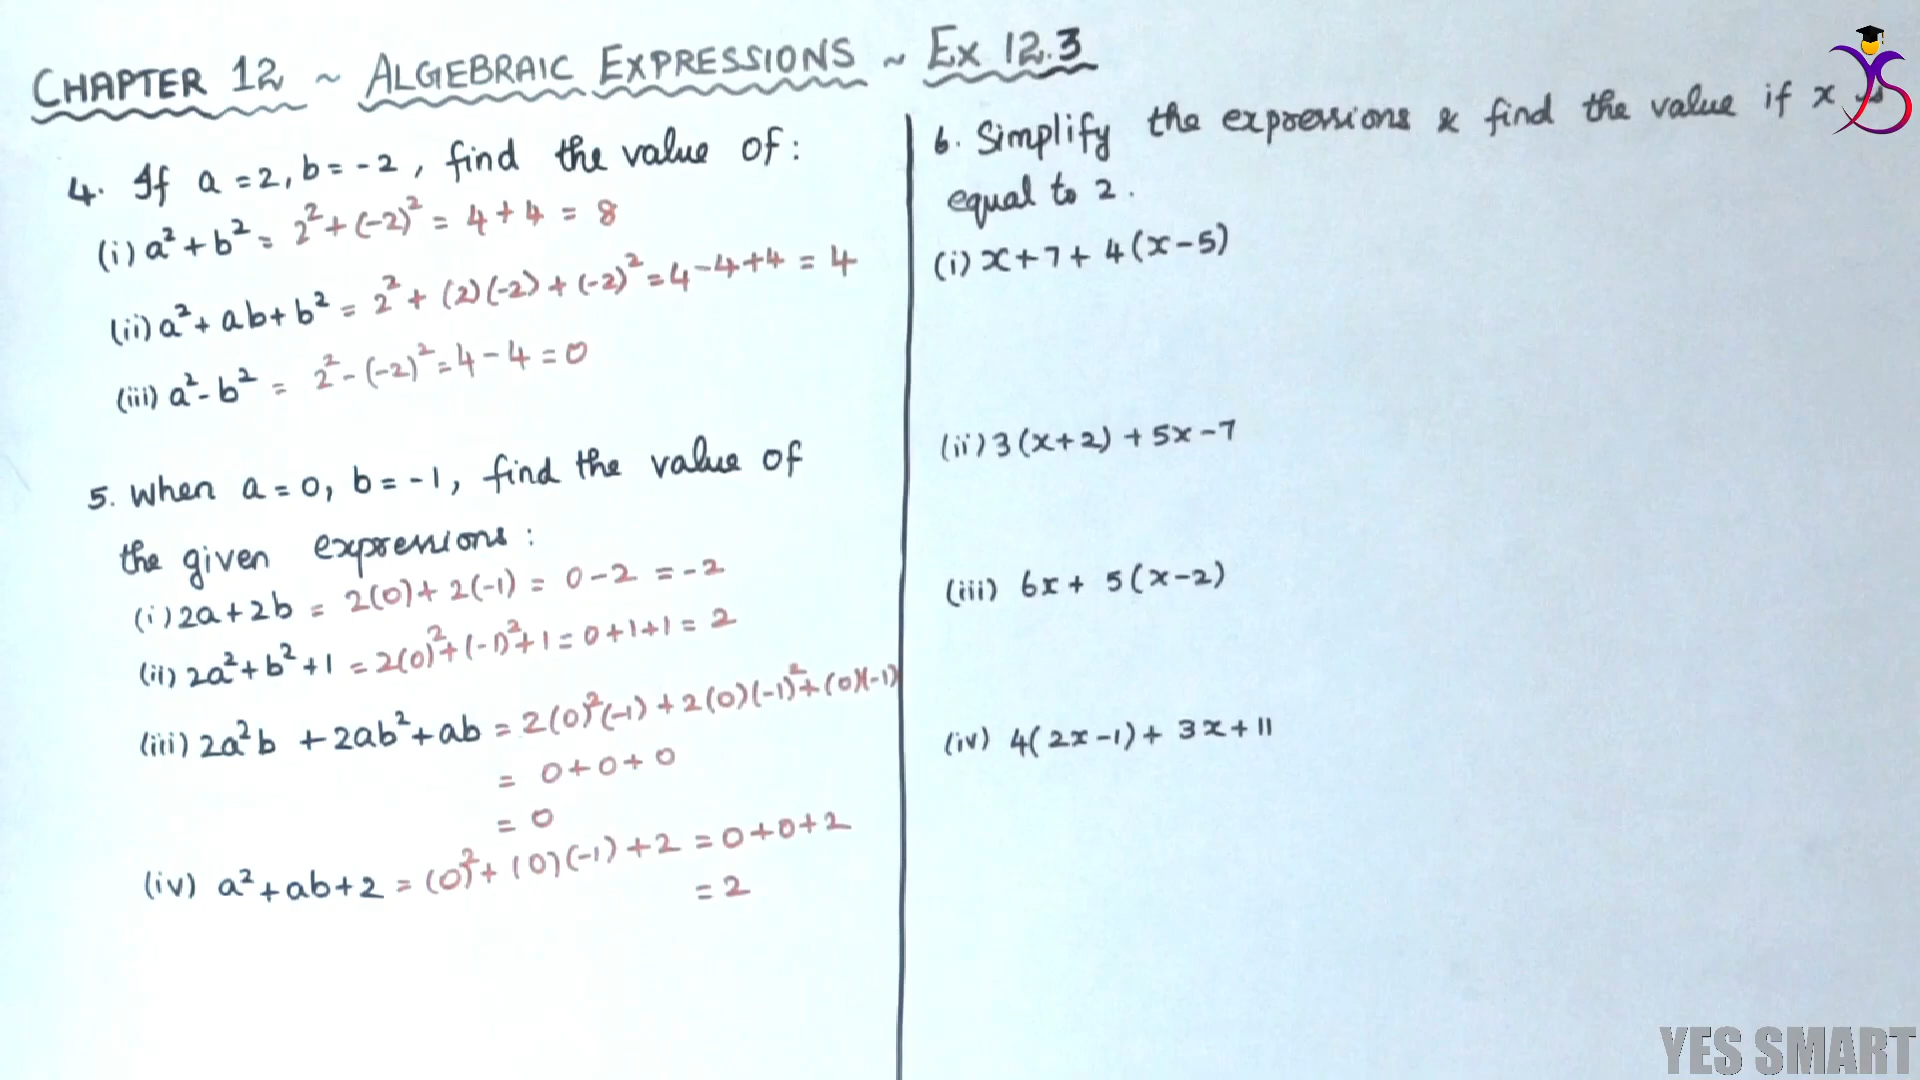 CHAPTER 12 ~ ALGEBRAIC EXPRESSIONS ~ Ex 12.3
4. If a = 2, b = -2, find the value of:
(i) a² + b² = 2² + (-2)² = 4 + 4 = 8
(ii) a² + ab + b² = 2² + (2)(-2) + (-2)² = 4 - 4 + 4 = 4
(iii) a² - b² = 2² - (-2)² = 4 - 4 = 0
5. When a = 0, b = -1, find the value of
the given expressions:
(i) 2a + 2b = 2(0) + 2(-1) = 0 - 2 = -2
(ii) 2a² + b² + 1 = 2(0)² + (-1)² + 1 = 0 + 1 + 1 = 2
(iii) 2a²b + 2ab² + ab = 2(0)²(-1) + 2(0)(-1)² + (0)(-1)
= 0 + 0 + 0
= 0
(iv) a² + ab + 2 = (0)² + (0)(-1) + 2 = 0 + 0 + 2
= 2
6. Simplify the expressions & find the value if x
equal to 2.
(i) x + 7 + 4(x - 5)
(ii) 3(x + 2) + 5x - 7
(iii) 6x + 5(x - 2)
(iv) 4(2x - 1) + 3x + 11
YES SMART